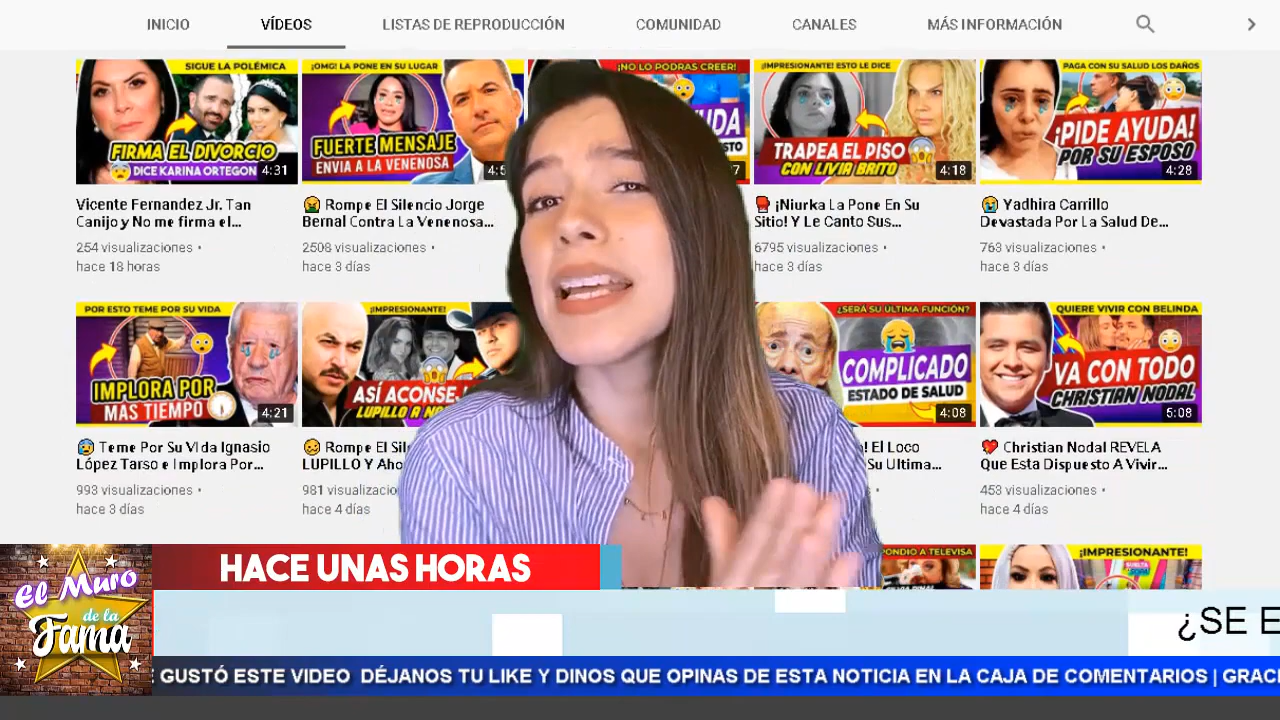 INICIO
VÍDEOS
LISTAS DE REPRODUCCIÓN
COMUNIDAD
CANALES
MÁS INFORMACIÓN
SIGUE LA POLÉMICA
FIRMA EL DIVORCIO
DICE KARINA ORTEGON
4:31
¡OMG! LA PONE EN SU LUGAR
FUERTE MENSAJE
ENVIA A LA VENENOSA
¡NO LO PODRAS CREER!
¡IMPRESIONANTE! ESTO LE DICE
TRAPEA EL PISO
CON LIVIA BRITO
4:18
PAGA CON SU SALUD LOS DAÑOS
¡PIDE AYUDA!
POR SU ESPOSO
4:28
Vicente Fernandez Jr. Tan
Canijo y No me firma el...
254 visualizaciones •
hace 18 horas
Rompe El Silencio Jorge
Bernal Contra La Venenosa...
2508 visualizaciones •
hace 3 días
¡Niurka La Pone En Su
Sitio! Y Le Canto Sus...
6795 visualizaciones •
hace 3 días
Yadhira Carrillo
Devastada Por La Salud De...
763 visualizaciones •
hace 3 días
POR ESTO TEME POR SU VIDA
IMPLORA POR
MAS TIEMPO
4:21
¡IMPRESIONANTE!
ASÍ ACONSEJ
LUPILLO A NO
¿SERÁ SU ULTIMA FUNCIÓN?
COMPLICADO
ESTADO DE SALUD
4:08
QUIERE VIVIR CON BELINDA
VA CON TODO
CHRISTIAN NODAL
5:08
Teme Por Su VIda Ignasio
López Tarso e Implora Por...
993 visualizaciones •
hace 3 días
Rompe El Sile
LUPILLO Y Aho
981 visualizacio
hace 4 días
! El Loco
Su Ultima...
Christian Nodal REVELA
Que Esta Dispuesto A Vivir...
453 visualizaciones •
hace 4 días
PONDIO A TELEVISA
¡IMPRESIONANTE!
El Muro
de la
Fama
HACE UNAS HORAS
¿SE E
GUSTÓ ESTE VIDEO DÉJANOS TU LIKE Y DINOS QUE OPINAS DE ESTA NOTICIA EN LA CAJA DE COMENTARIOS | GRACI